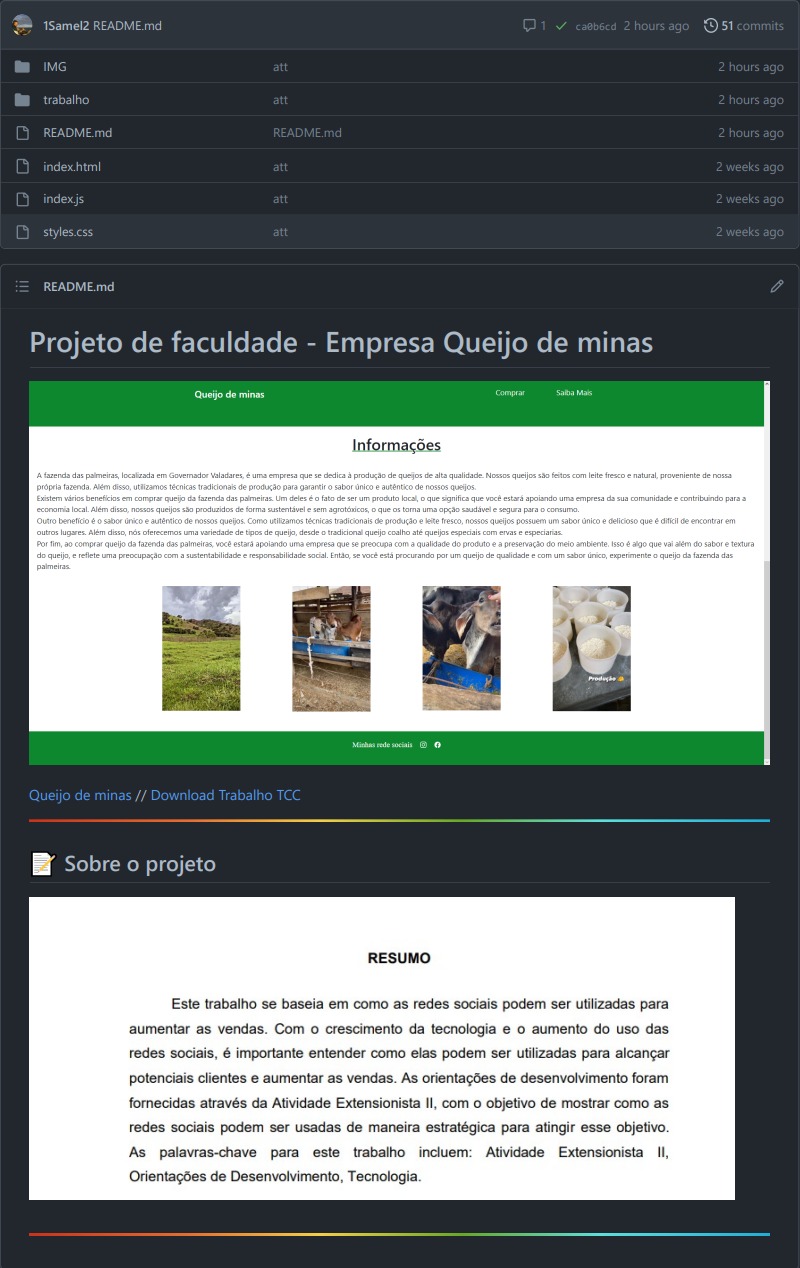 1Samel2 README.md 1 ca0b6cd 2 hours ago 51 commits
IMG att 2 hours ago
trabalho att 2 hours ago
README.md README.md 2 hours ago
index.html att 2 weeks ago
index.js att 2 weeks ago
styles.css att 2 weeks ago
README.md
Projeto de faculdade - Empresa Queijo de minas
Queijo de minas Comprar Saiba Mais
Informações
A fazenda das palmeiras, localizada em Governador Valadares, é uma empresa que se dedica à produção de queijos de alta qualidade. Nossos queijos são feitos com leite fresco e natural, proveniente de nossa
própria fazenda. Além disso, utilizamos técnicas tradicionais de produção para garantir o sabor único e autêntico de nossos queijos.
Existem vários benefícios em comprar queijo da fazenda das palmeiras. Um deles é o fato de ser um produto local, o que significa que você estará apoiando uma empresa da sua comunidade e contribuindo para a
economia local. Além disso, nossos queijos são produzidos de forma sustentável e sem agrotóxicos, o que os torna uma opção saudável e segura para o consumo.
Outro benefício é o sabor único e autêntico de nossos queijos. Como utilizamos técnicas tradicionais de produção e leite fresco, nossos queijos possuem um sabor único e delicioso que é difícil de encontrar em
outros lugares. Além disso, nós oferecemos uma variedade de tipos de queijo, desde o tradicional queijo coalho até queijos especiais com ervas e especiarias.
Por fim, ao comprar queijo da fazenda das palmeiras, você estará apoiando uma empresa que se preocupa com a qualidade do produto e a preservação do meio ambiente. Isso é algo que vai além do sabor e textura
do queijo, e reflete uma preocupação com a sustentabilidade e responsabilidade social. Então, se você está procurando por um queijo de qualidade e com um sabor único, experimente o queijo da fazenda das
palmeiras.
Produção
Minhas rede sociais
Queijo de minas // Download Trabalho TCC
Sobre o projeto
RESUMO
Este trabalho se baseia em como as redes sociais podem ser utilizadas para
aumentar as vendas. Com o crescimento da tecnologia e o aumento do uso das
redes sociais, é importante entender como elas podem ser utilizadas para alcançar
potenciais clientes e aumentar as vendas. As orientações de desenvolvimento foram
fornecidas através da Atividade Extensionista II, com o objetivo de mostrar como as
redes sociais podem ser usadas de maneira estratégica para atingir esse objetivo.
As palavras-chave para este trabalho incluem: Atividade Extensionista II,
Orientações de Desenvolvimento, Tecnologia.